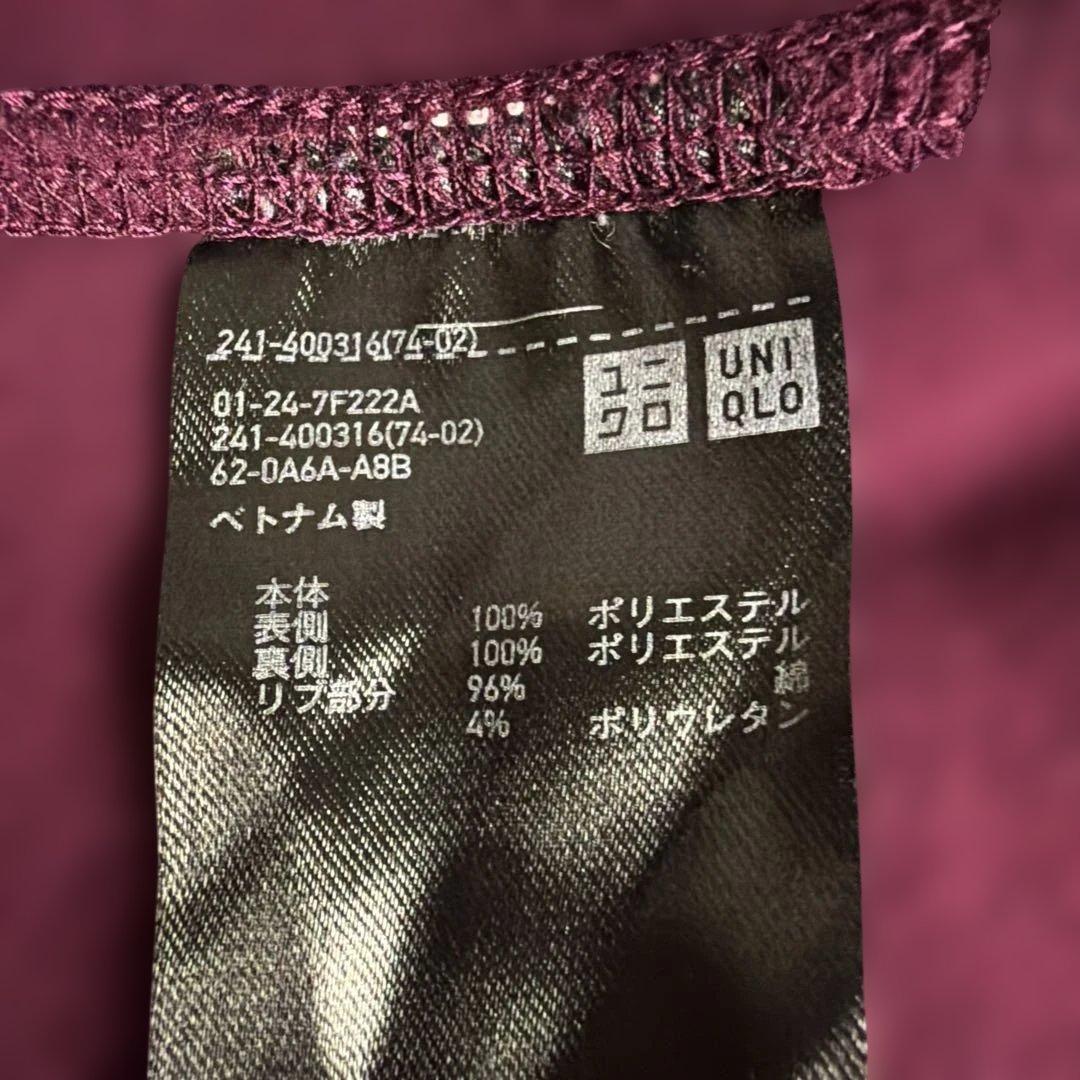 241-400316(74-02)
ユニ
クロ
UNI
QLO
01-24-7F222A
241-400316(74-02)
62-0A6A-A8B
ベトナム製
本体
表側 100% ポリエステル
裏側 100% ポリエステル
リブ部分 96% 綿
4% ポリウレタン